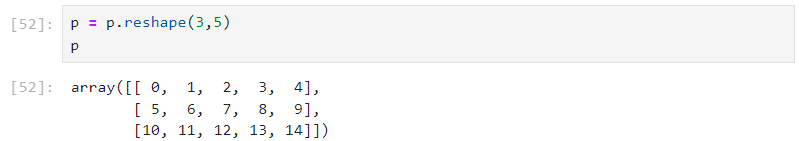 [52]: p = p.reshape(3,5)
p
[52]: array([[ 0,  1,  2,  3,  4],
       [ 5,  6,  7,  8,  9],
       [10, 11, 12, 13, 14]])